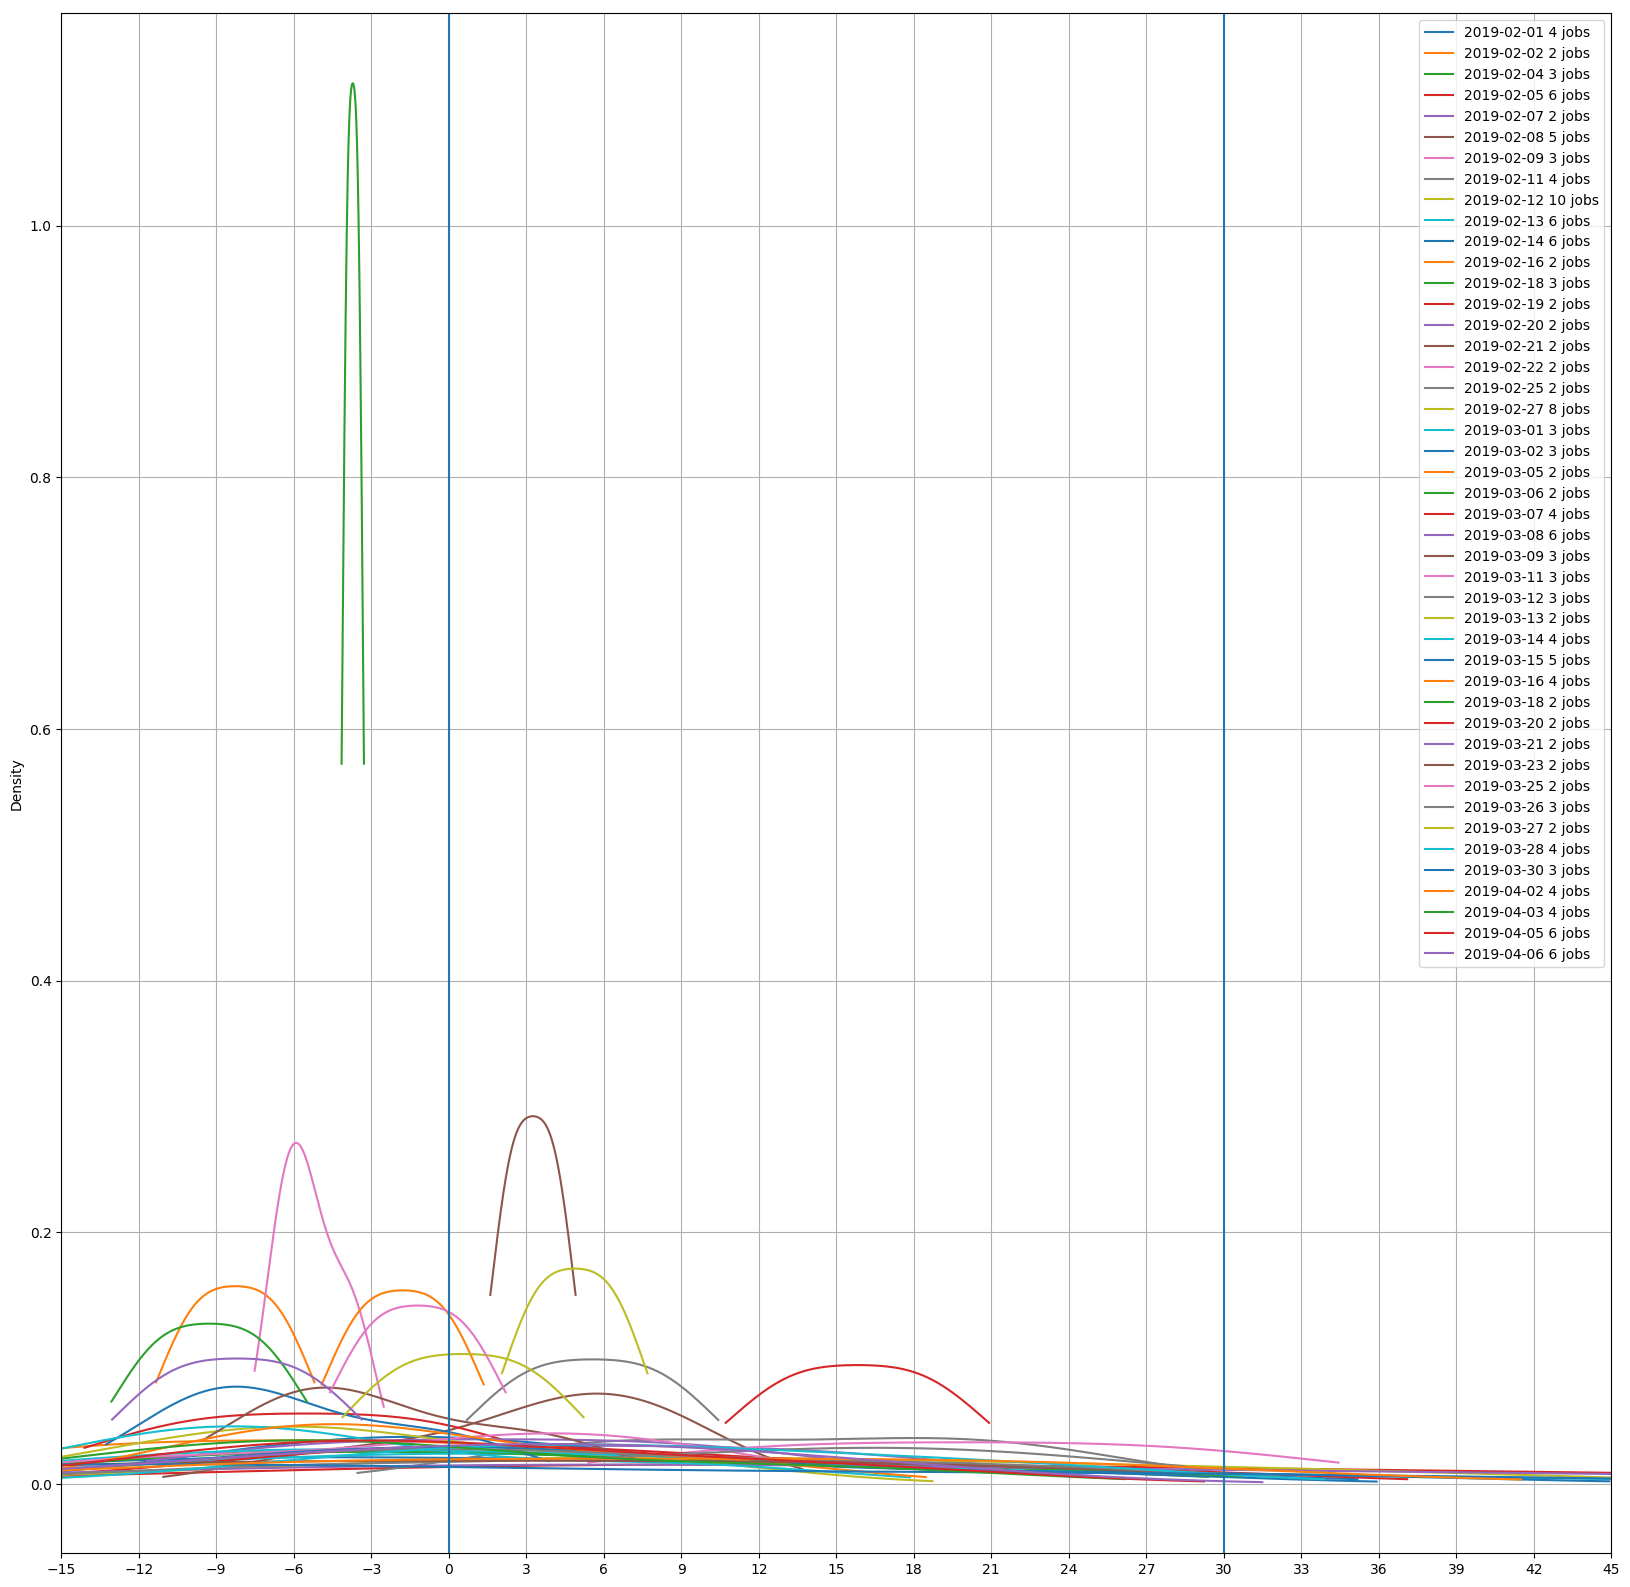 2019-02-01 4 jobs
2019-02-02 2 jobs
2019-02-04 3 jobs
2019-02-05 6 jobs
2019-02-07 2 jobs
2019-02-08 5 jobs
2019-02-09 3 jobs
2019-02-11 4 jobs
2019-02-12 10 jobs
2019-02-13 6 jobs
2019-02-14 6 jobs
2019-02-16 2 jobs
2019-02-18 3 jobs
2019-02-19 2 jobs
2019-02-20 2 jobs
2019-02-21 2 jobs
2019-02-22 2 jobs
2019-02-25 2 jobs
2019-02-27 8 jobs
2019-03-01 3 jobs
2019-03-02 3 jobs
2019-03-05 2 jobs
2019-03-06 2 jobs
2019-03-07 4 jobs
2019-03-08 6 jobs
2019-03-09 3 jobs
2019-03-11 3 jobs
2019-03-12 3 jobs
2019-03-13 2 jobs
2019-03-14 4 jobs
2019-03-15 5 jobs
2019-03-16 4 jobs
2019-03-18 2 jobs
2019-03-20 2 jobs
2019-03-21 2 jobs
2019-03-23 2 jobs
2019-03-25 2 jobs
2019-03-26 3 jobs
2019-03-27 2 jobs
2019-03-28 4 jobs
2019-03-30 3 jobs
2019-04-02 4 jobs
2019-04-03 4 jobs
2019-04-05 6 jobs
2019-04-06 6 jobs
1.0
0.8
0.6
0.4
0.2
0.0
Density
−15 −12 −9 −6 −3 0 3 6 9 12 15 18 21 24 27 30 33 36 39 42 45